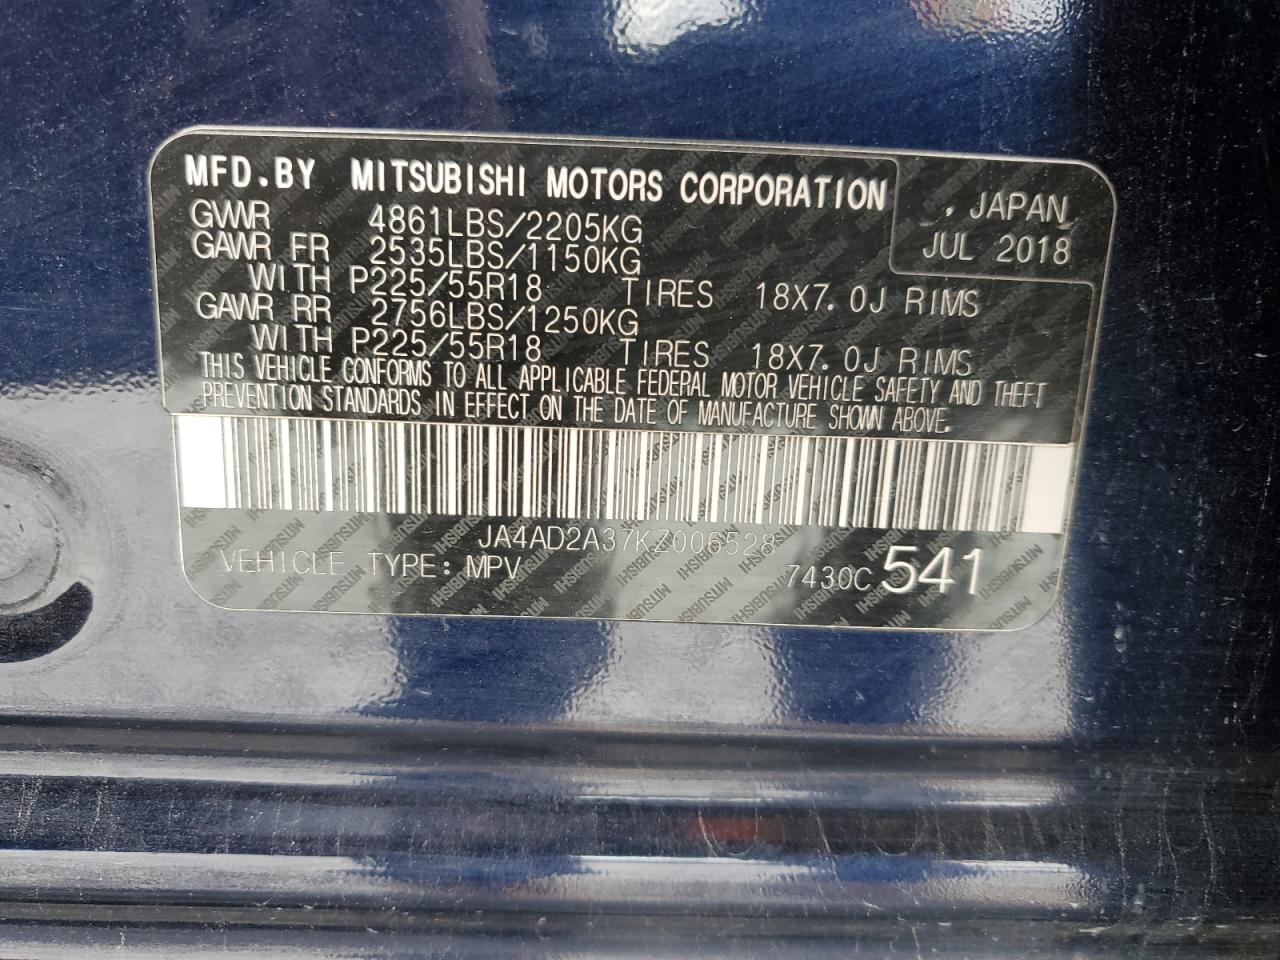 MFD.BY MITSUBISHI MOTORS CORPORATION
JAPAN
JUL 2018
GVWR 4861LBS/2205KG
GAWR FR 2535LBS/1150KG
WITH P225/55R18 TIRES 18X7.0J RIMS
GAWR RR 2756LBS/1250KG
WITH P225/55R18 TIRES 18X7.0J RIMS
THIS VEHICLE CONFORMS TO ALL APPLICABLE FEDERAL MOTOR VEHICLE SAFETY AND THEFT
PREVENTION STANDARDS IN EFFECT ON THE DATE OF MANUFACTURE SHOWN ABOVE.
JA4AD2A37KZ006528
VEHICLE TYPE: MPV 7430C 541